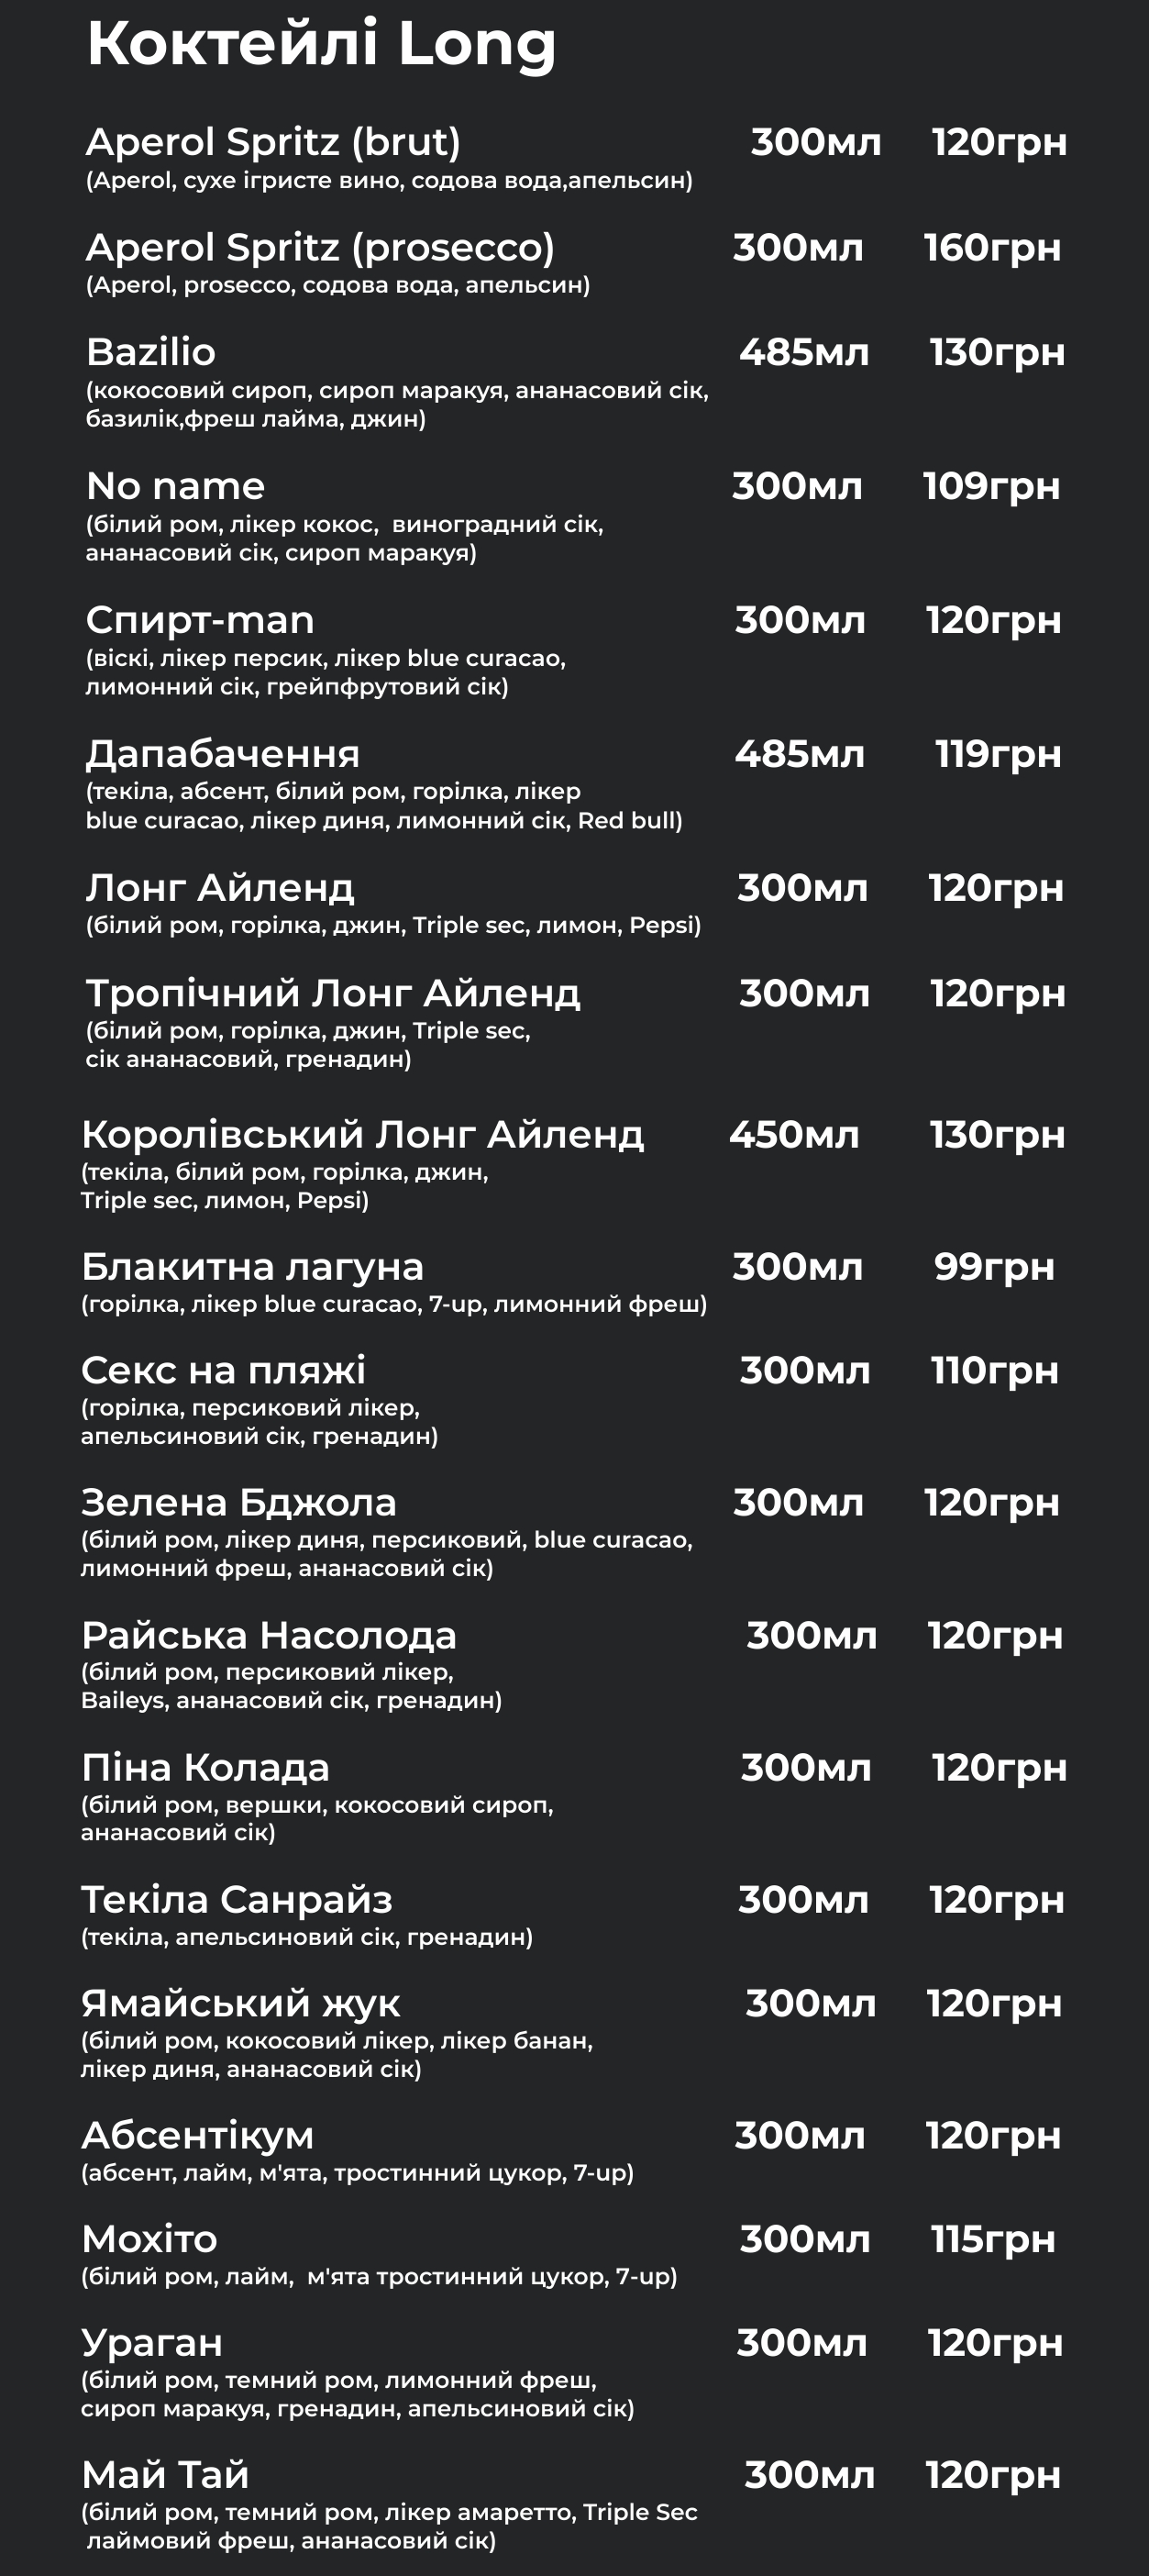 Коктейлі Long
Aperol Spritz (brut) 300мл 120грн
(Aperol, сухе ігристе вино, содова вода,апельсин)
Aperol Spritz (prosecco) 300мл 160грн
(Aperol, prosecco, содова вода, апельсин)
Bazilio 485мл 130грн
(кокосовий сироп, сироп маракуя, ананасовий сік,
базилік,фреш лайма, джин)
No name 300мл 109грн
(білий ром, лікер кокос,  виноградний сік,
ананасовий сік, сироп маракуя)
Спирт-man 300мл 120грн
(віскі, лікер персик, лікер blue curacao,
лимонний сік, грейпфрутовий сік)
Дапабачення 485мл 119грн
(текіла, абсент, білий ром, горілка, лікер
blue curacao, лікер диня, лимонний сік, Red bull)
Лонг Айленд 300мл 120грн
(білий ром, горілка, джин, Triple sec, лимон, Pepsi)
Тропічний Лонг Айленд 300мл 120грн
(білий ром, горілка, джин, Triple sec,
сік ананасовий, гренадин)
Королівський Лонг Айленд 450мл 130грн
(текіла, білий ром, горілка, джин,
Triple sec, лимон, Pepsi)
Блакитна лагуна 300мл 99грн
(горілка, лікер blue curacao, 7-up, лимонний фреш)
Секс на пляжі 300мл 110грн
(горілка, персиковий лікер,
апельсиновий сік, гренадин)
Зелена Бджола 300мл 120грн
(білий ром, лікер диня, персиковий, blue curacao,
лимонний фреш, ананасовий сік)
Райська Насолода 300мл 120грн
(білий ром, персиковий лікер,
Baileys, ананасовий сік, гренадин)
Піна Колада 300мл 120грн
(білий ром, вершки, кокосовий сироп,
ананасовий сік)
Текіла Санрайз 300мл 120грн
(текіла, апельсиновий сік, гренадин)
Ямайський жук 300мл 120грн
(білий ром, кокосовий лікер, лікер банан,
лікер диня, ананасовий сік)
Абсентікум 300мл 120грн
(абсент, лайм, м'ята, тростинний цукор, 7-up)
Мохіто 300мл 115грн
(білий ром, лайм,  м'ята тростинний цукор, 7-up)
Ураган 300мл 120грн
(білий ром, темний ром, лимонний фреш,
сироп маракуя, гренадин, апельсиновий сік)
Май Тай 300мл 120грн
(білий ром, темний ром, лікер амаретто, Triple Sec
лаймовий фреш, ананасовий сік)